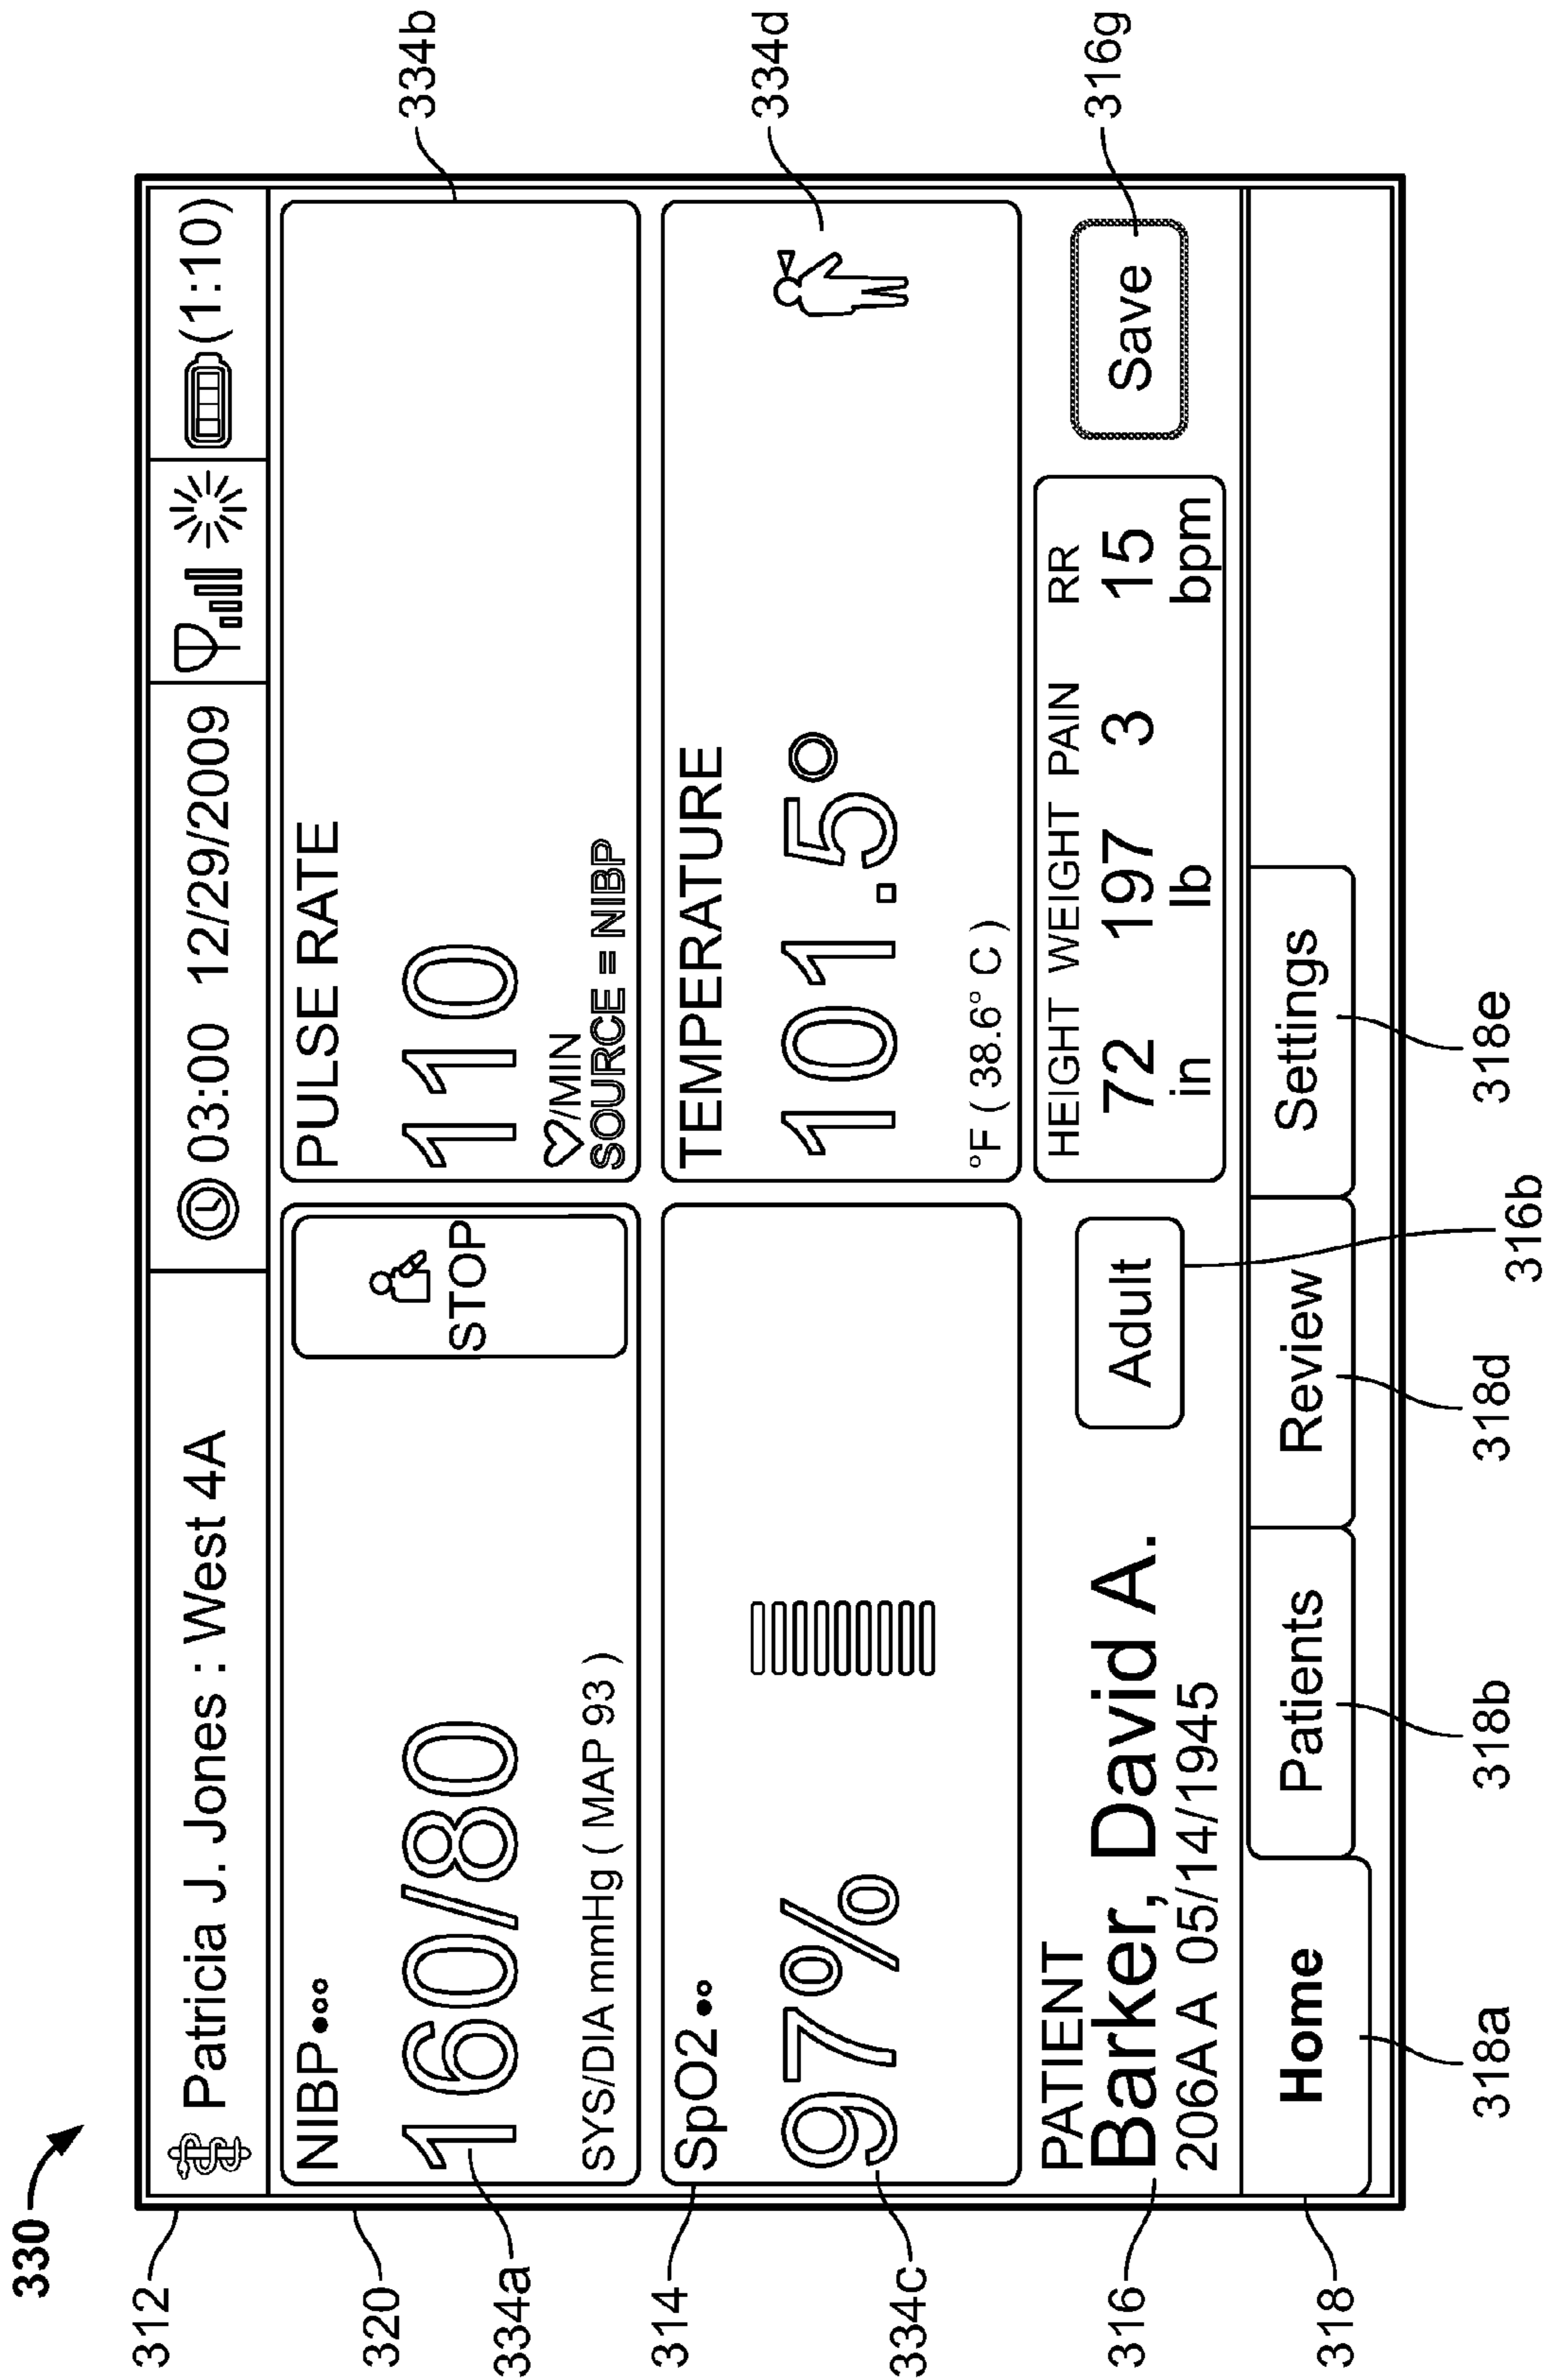 330
312
Patricia J. Jones : West 4A
03:00 12/29/2009
(1:10)
320
NIBP
160/80
SYS/DIA mmHg ( MAP 93 )
STOP
334a
PULSE RATE
110
/MIN
SOURCE = NIBP
334b
314
SpO2
97%
334c
TEMPERATURE
101.5°
°F ( 38.6° C )
334d
316
PATIENT
Barker, David A.
206A A 05/14/1945
Adult
316b
HEIGHT WEIGHT PAIN RR
72 197 3 15
in lb bpm
Save
316g
318
Home
Patients
Review
Settings
318a
318b
318d
318e